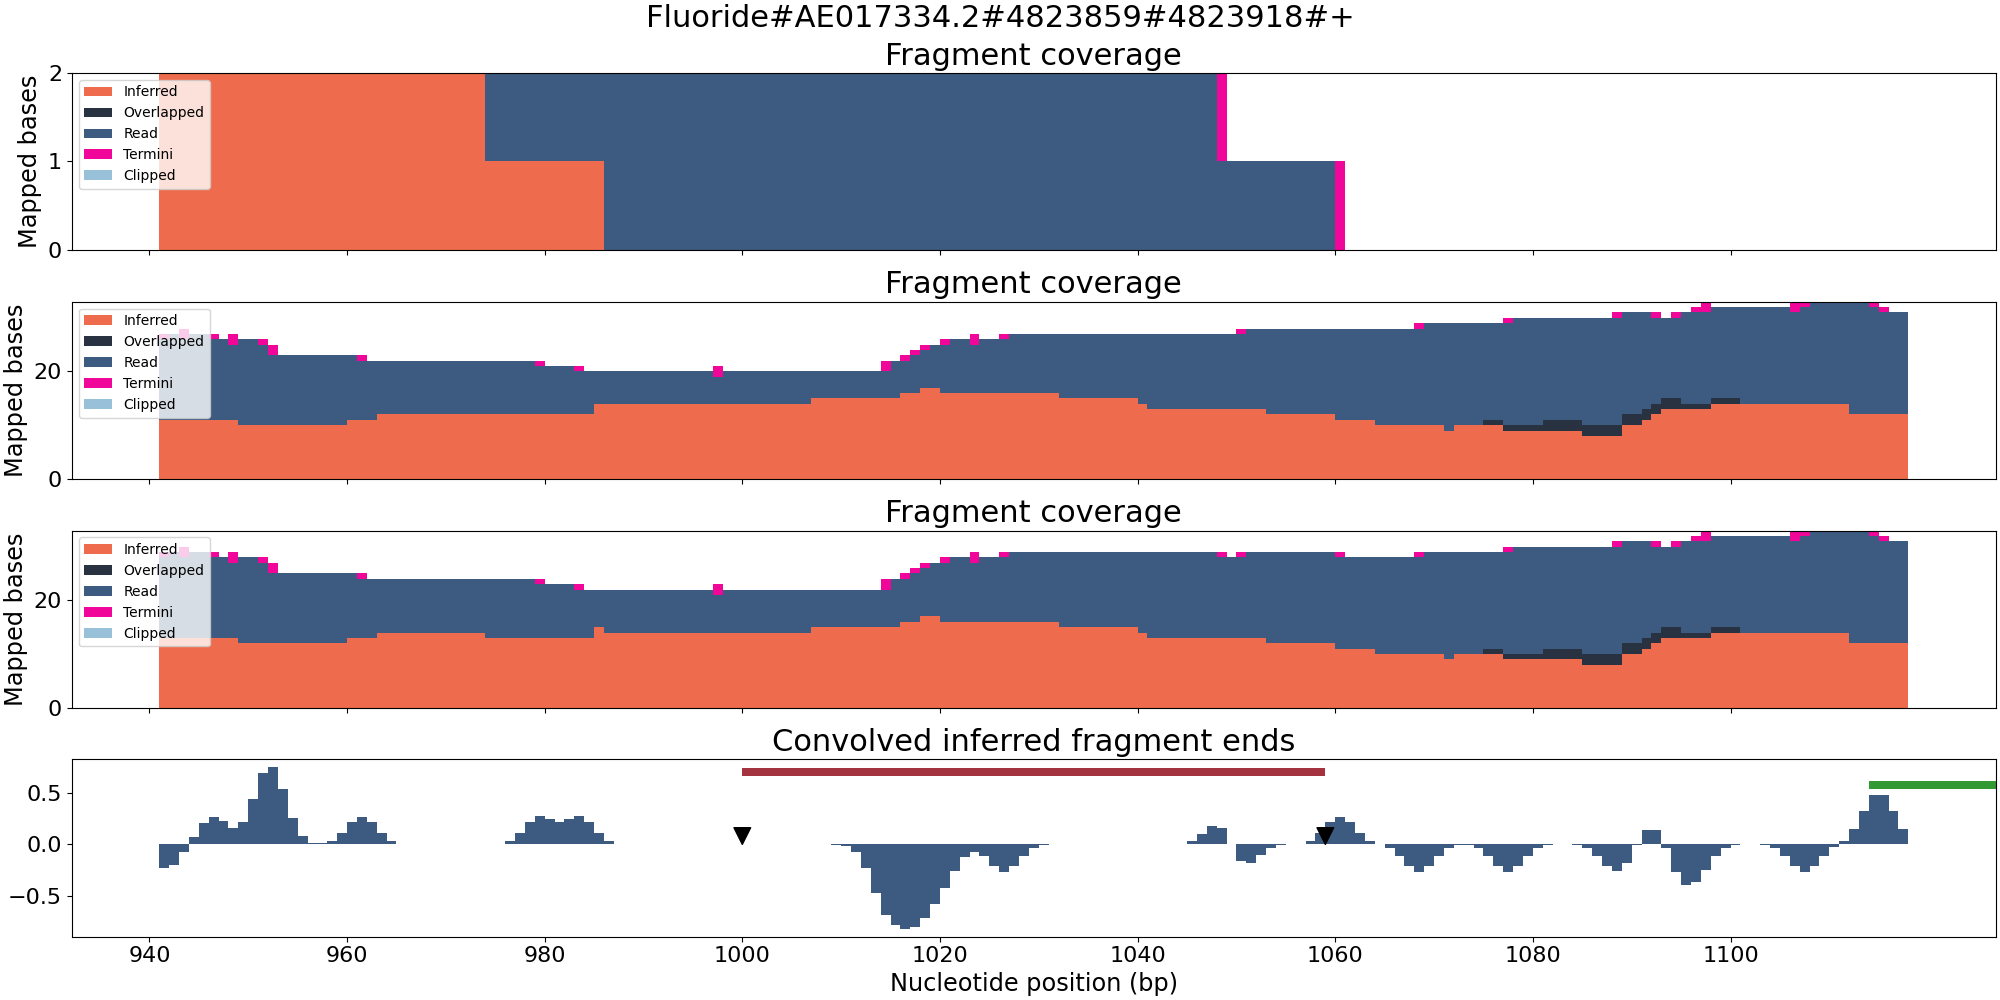 Fluoride#AE017334.2#4823859#4823918#+
Fragment coverage
Mapped bases
2
1
0
Inferred
Overlapped
Read
Termini
Clipped
Fragment coverage
Mapped bases
20
0
Inferred
Overlapped
Read
Termini
Clipped
Fragment coverage
Mapped bases
20
0
Inferred
Overlapped
Read
Termini
Clipped
Convolved inferred fragment ends
0.5
0.0
−0.5
940 960 980 1000 1020 1040 1060 1080 1100
Nucleotide position (bp)